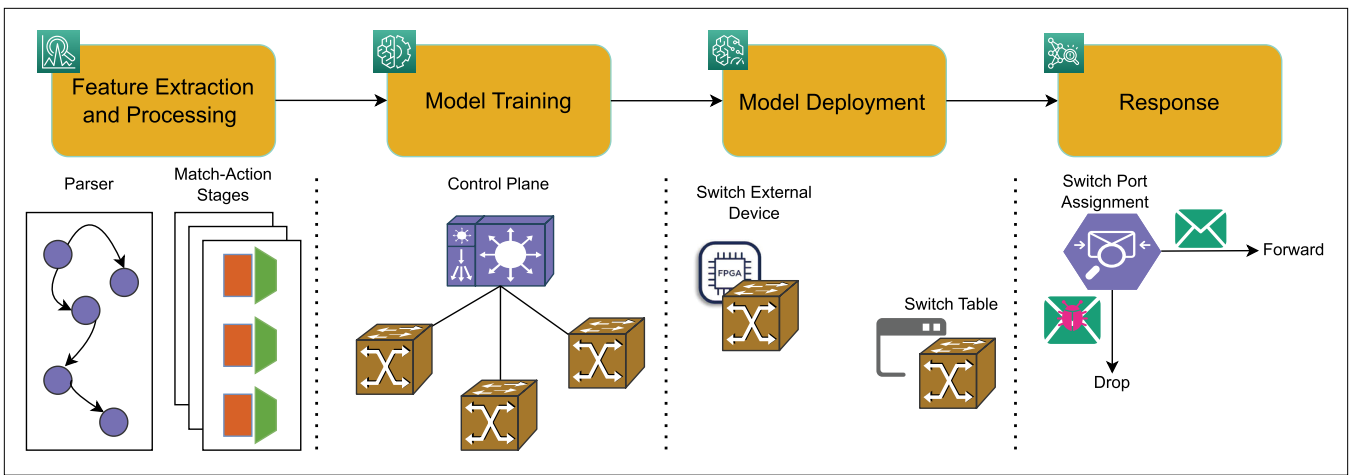 Feature Extraction
and Processing
Model Training
Model Deployment
Response
Parser
Match-Action
Stages
Control Plane
Switch External
Device
FPGA
Switch Table
Switch Port
Assignment
Forward
Drop